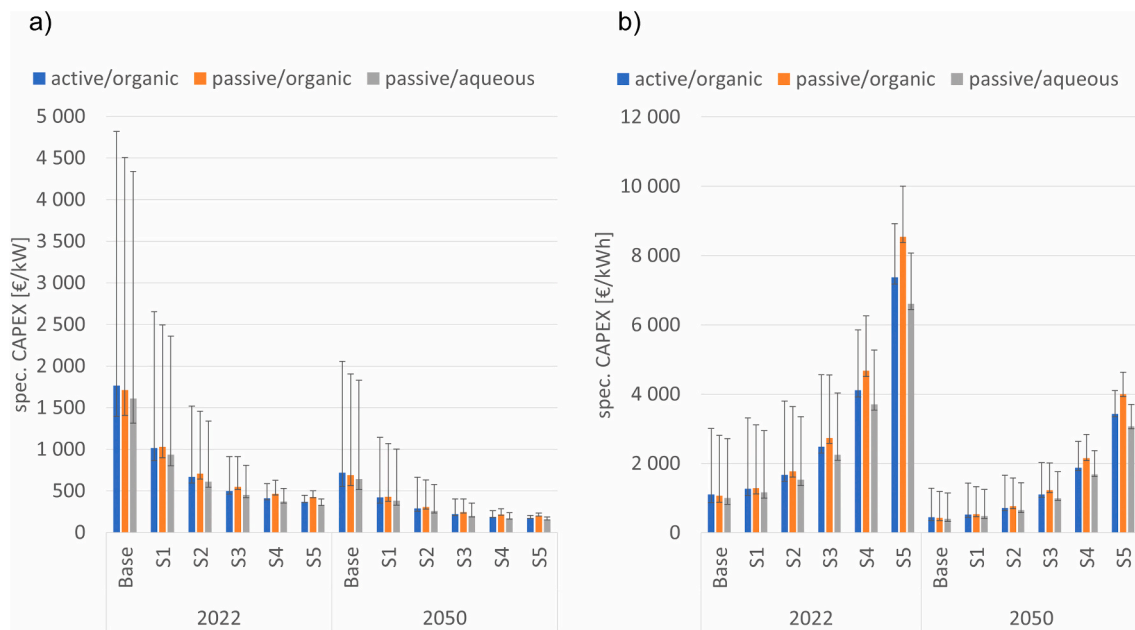 a)
active/organic passive/organic passive/aqueous
spec. CAPEX [€/kW]
5 000
4 500
4 000
3 500
3 000
2 500
2 000
1 500
1 000
500
0
Base S1 S2 S3 S4 S5 Base S1 S2 S3 S4 S5
2022 2050
b)
active/organic passive/organic passive/aqueous
spec. CAPEX [€/kWh]
12 000
10 000
8 000
6 000
4 000
2 000
0
Base S1 S2 S3 S4 S5 Base S1 S2 S3 S4 S5
2022 2050